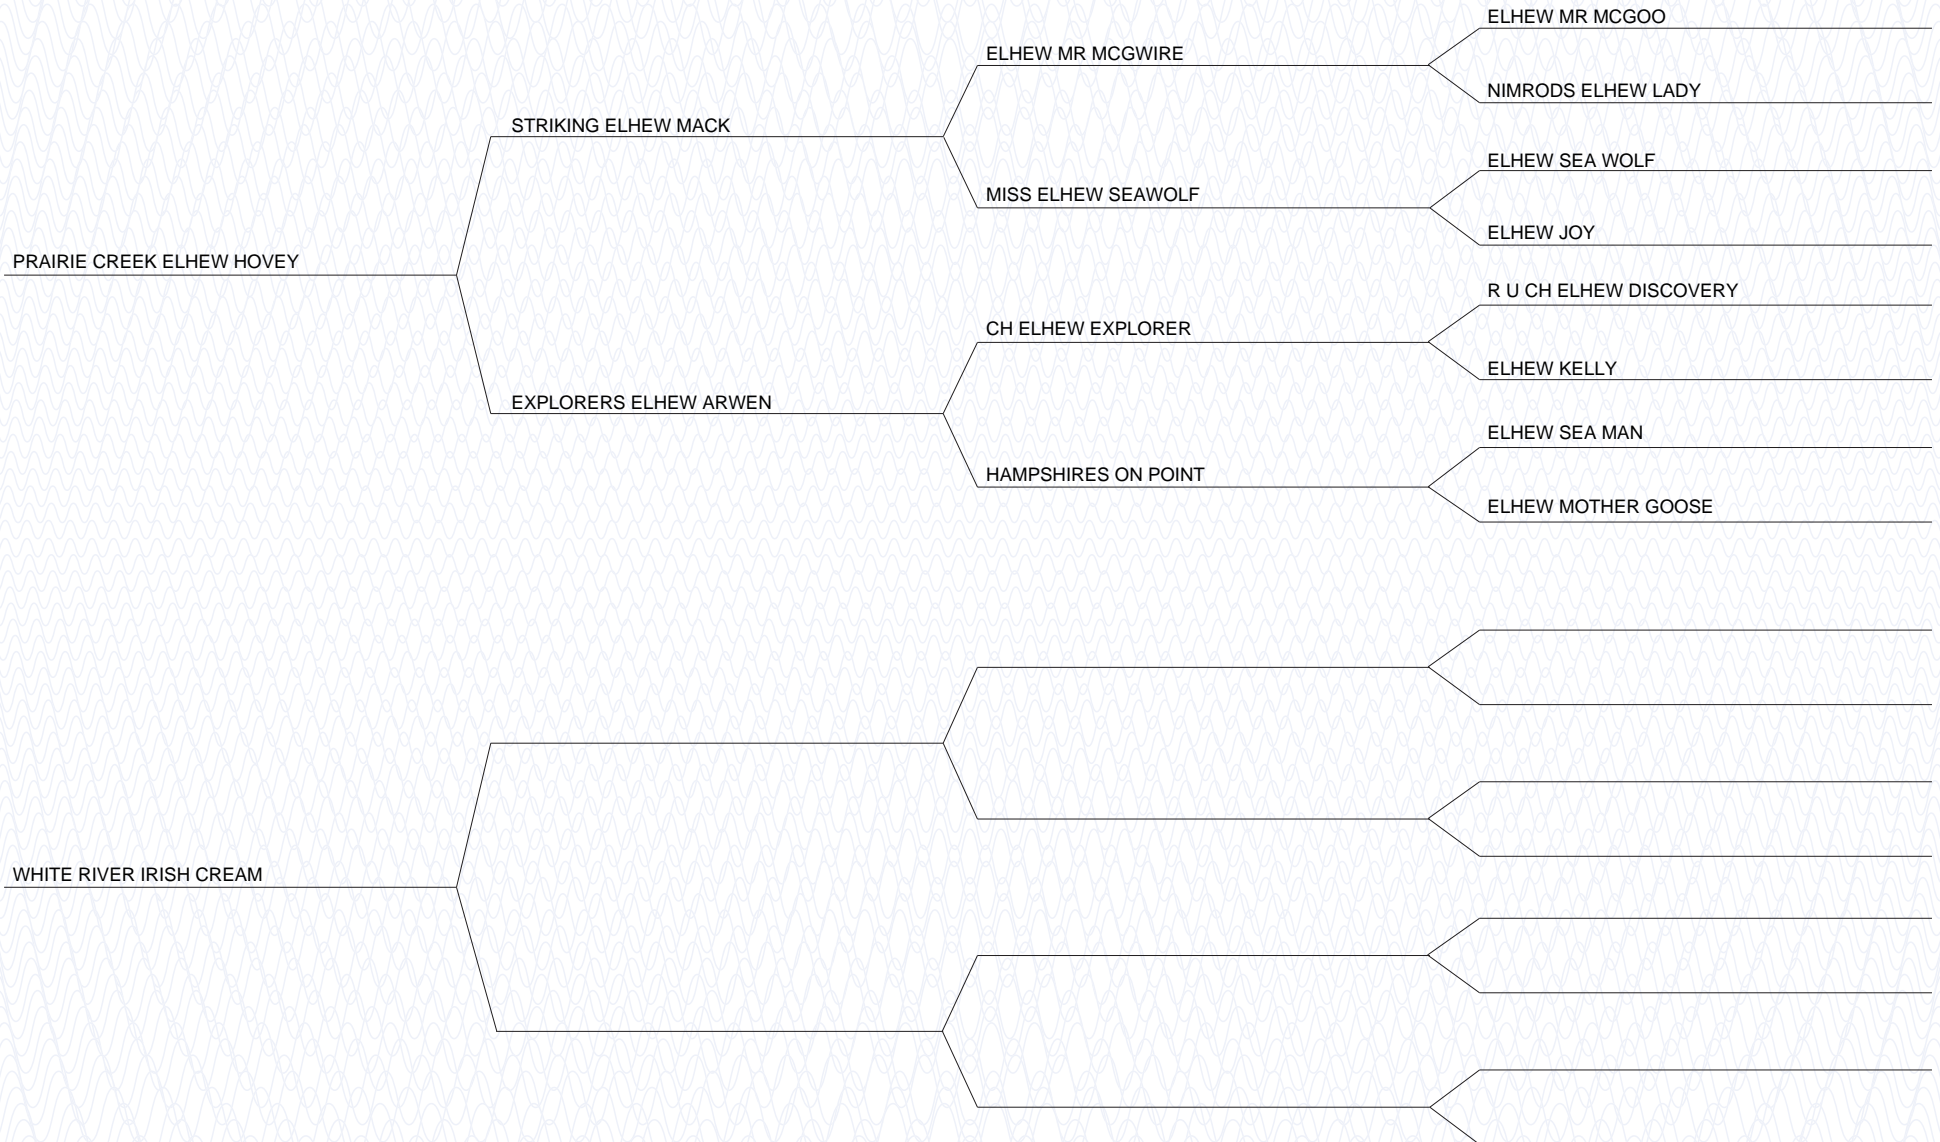 ELHEW MR MCGOO
ELHEW MR MCGWIRE
NIMRODS ELHEW LADY
STRIKING ELHEW MACK
ELHEW SEA WOLF
MISS ELHEW SEAWOLF
ELHEW JOY
PRAIRIE CREEK ELHEW HOVEY
R U CH ELHEW DISCOVERY
CH ELHEW EXPLORER
ELHEW KELLY
EXPLORERS ELHEW ARWEN
ELHEW SEA MAN
HAMPSHIRES ON POINT
ELHEW MOTHER GOOSE
WHITE RIVER IRISH CREAM